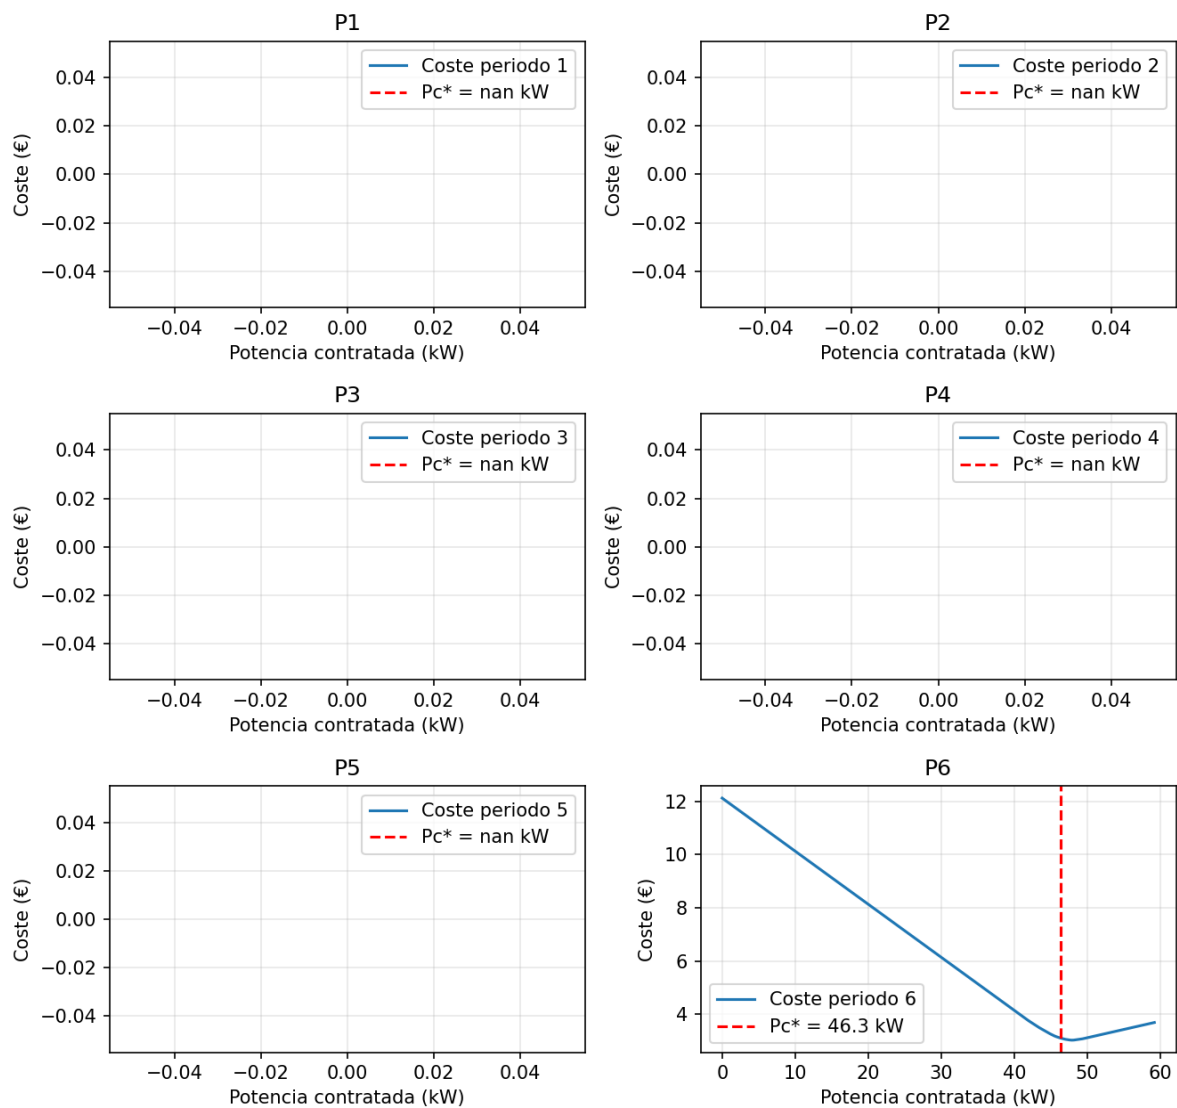 P1
Coste (€)
0.04
0.02
0.00
−0.02
−0.04
Coste periodo 1
Pc* = nan kW
−0.04 −0.02 0.00 0.02 0.04
Potencia contratada (kW)
P2
Coste (€)
0.04
0.02
0.00
−0.02
−0.04
Coste periodo 2
Pc* = nan kW
−0.04 −0.02 0.00 0.02 0.04
Potencia contratada (kW)
P3
Coste (€)
0.04
0.02
0.00
−0.02
−0.04
Coste periodo 3
Pc* = nan kW
−0.04 −0.02 0.00 0.02 0.04
Potencia contratada (kW)
P4
Coste (€)
0.04
0.02
0.00
−0.02
−0.04
Coste periodo 4
Pc* = nan kW
−0.04 −0.02 0.00 0.02 0.04
Potencia contratada (kW)
P5
Coste (€)
0.04
0.02
0.00
−0.02
−0.04
Coste periodo 5
Pc* = nan kW
−0.04 −0.02 0.00 0.02 0.04
Potencia contratada (kW)
P6
Coste (€)
12
10
8
6
4
Coste periodo 6
Pc* = 46.3 kW
0 10 20 30 40 50 60
Potencia contratada (kW)